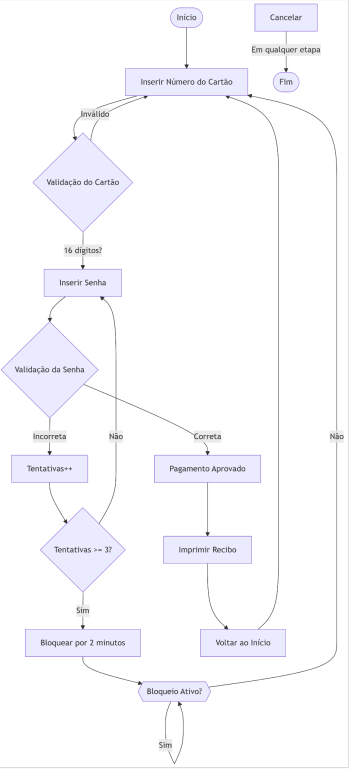 Início
Cancelar
Em qualquer etapa
Fim
Inserir Número do Cartão
Inválido
Validação do Cartão
16 dígitos?
Inserir Senha
Validação da Senha
Incorreta
Não
Correta
Não
Tentativas++
Pagamento Aprovado
Tentativas >= 3?
Imprimir Recibo
Sim
Bloquear por 2 minutos
Voltar ao Início
Bloqueio Ativo?
Sim